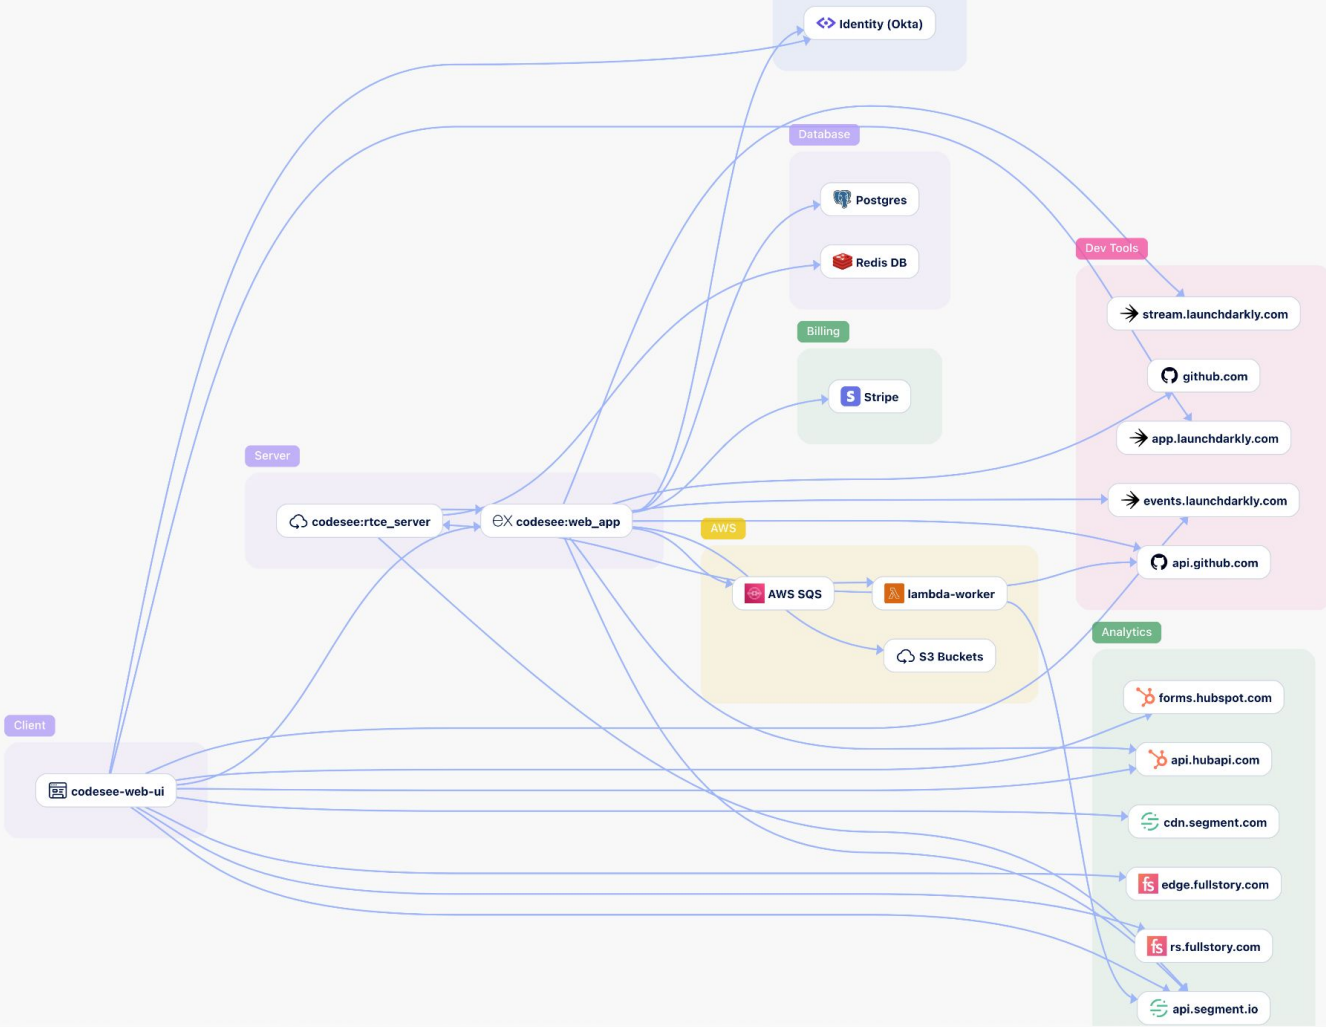 Identity (Okta)
Database
Postgres
Redis DB
Billing
Stripe
Dev Tools
stream.launchdarkly.com
github.com
app.launchdarkly.com
events.launchdarkly.com
api.github.com
Server
codesee:rtce_server
ex codesee:web_app
AWS
AWS SQS
lambda-worker
S3 Buckets
Analytics
forms.hubspot.com
api.hubapi.com
cdn.segment.com
edge.fullstory.com
rs.fullstory.com
api.segment.io
Client
codesee-web-ui